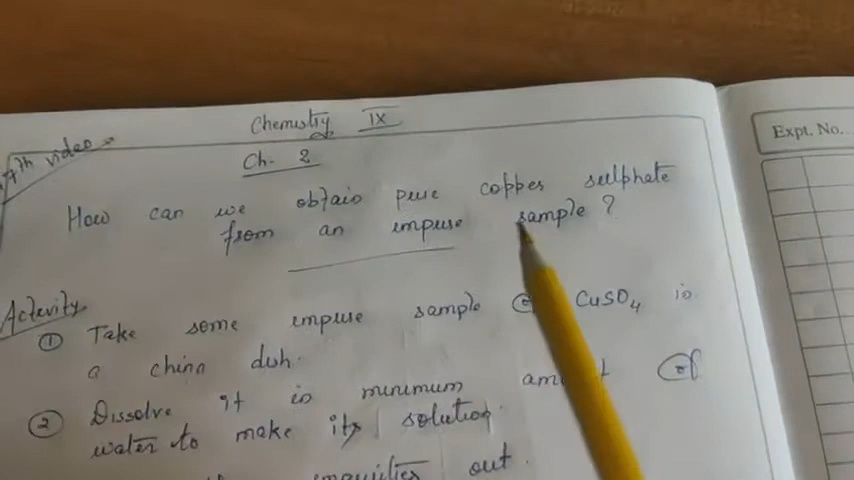 Chemistry IX
7th video
Ch. 2
Expt. No.
How can we obtain pure copper sulphate
from an impure sample ?
Activity
① Take some impure sample CuSO4 in
a china dish.
② Dissolve it in minimum of
water to make its solution
impurities out.